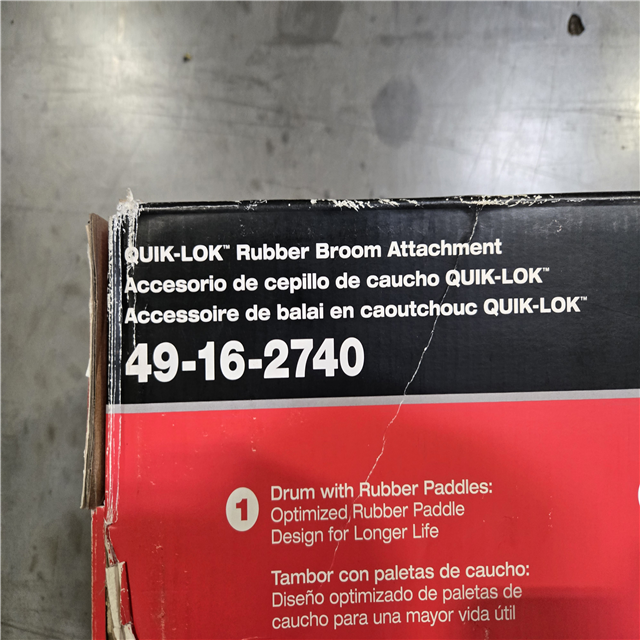 QUIK-LOK™ Rubber Broom Attachment
Accesorio de cepillo de caucho QUIK-LOK™
Accessoire de balai en caoutchouc QUIK-LOK™
49-16-2740
1
Drum with Rubber Paddles:
Optimized Rubber Paddle
Design for Longer Life
Tambor con paletas de caucho:
Diseño optimizado de paletas de
caucho para una mayor vida útil